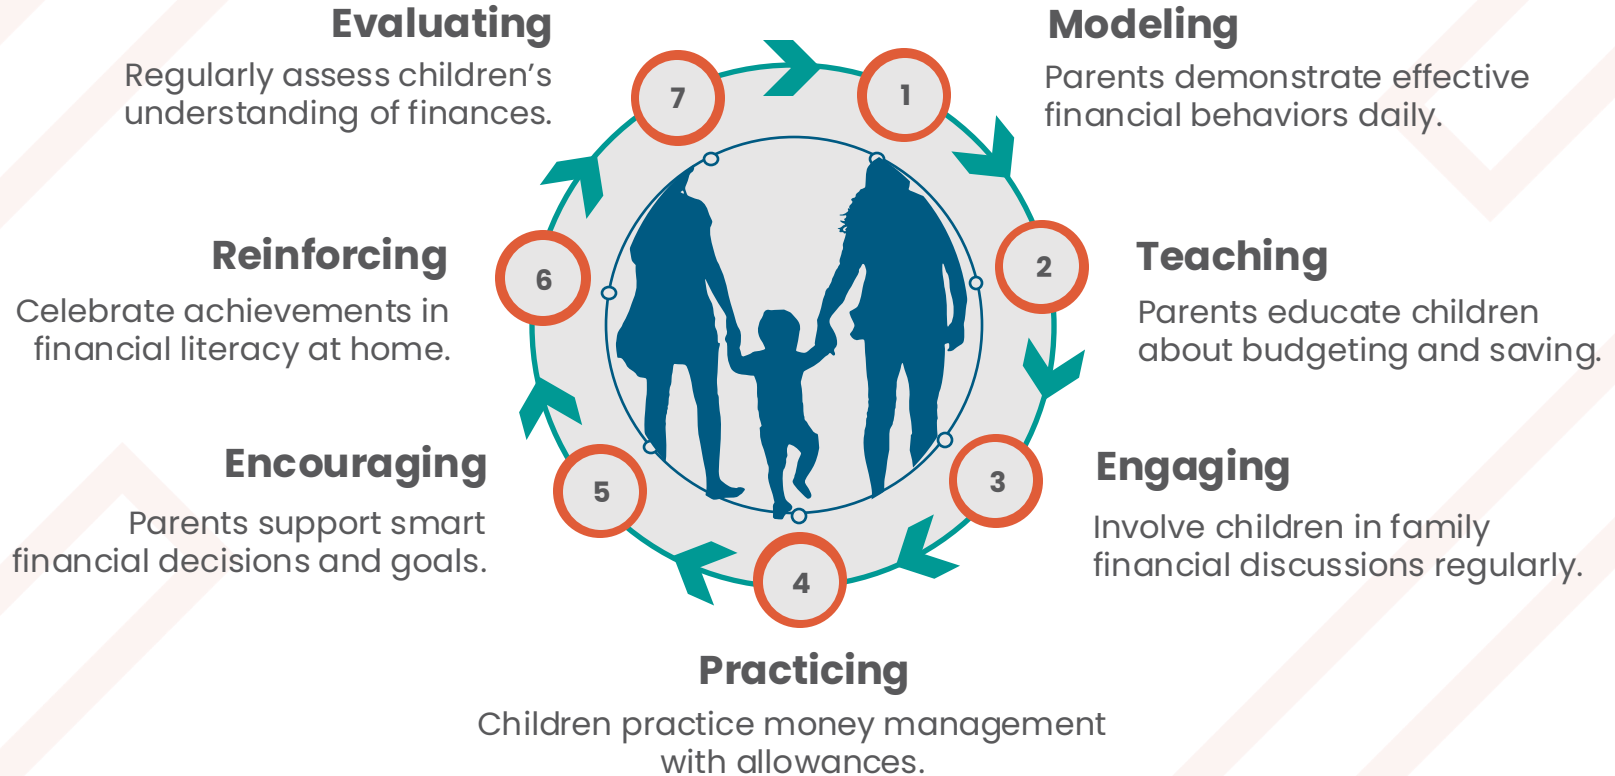 Modeling
Parents demonstrate effective
financial behaviors daily.
1
Teaching
Parents educate children
about budgeting and saving.
2
Engaging
Involve children in family
financial discussions regularly.
3
Practicing
Children practice money management
with allowances.
4
Encouraging
Parents support smart
financial decisions and goals.
5
Reinforcing
Celebrate achievements in
financial literacy at home.
6
Evaluating
Regularly assess children’s
understanding of finances.
7